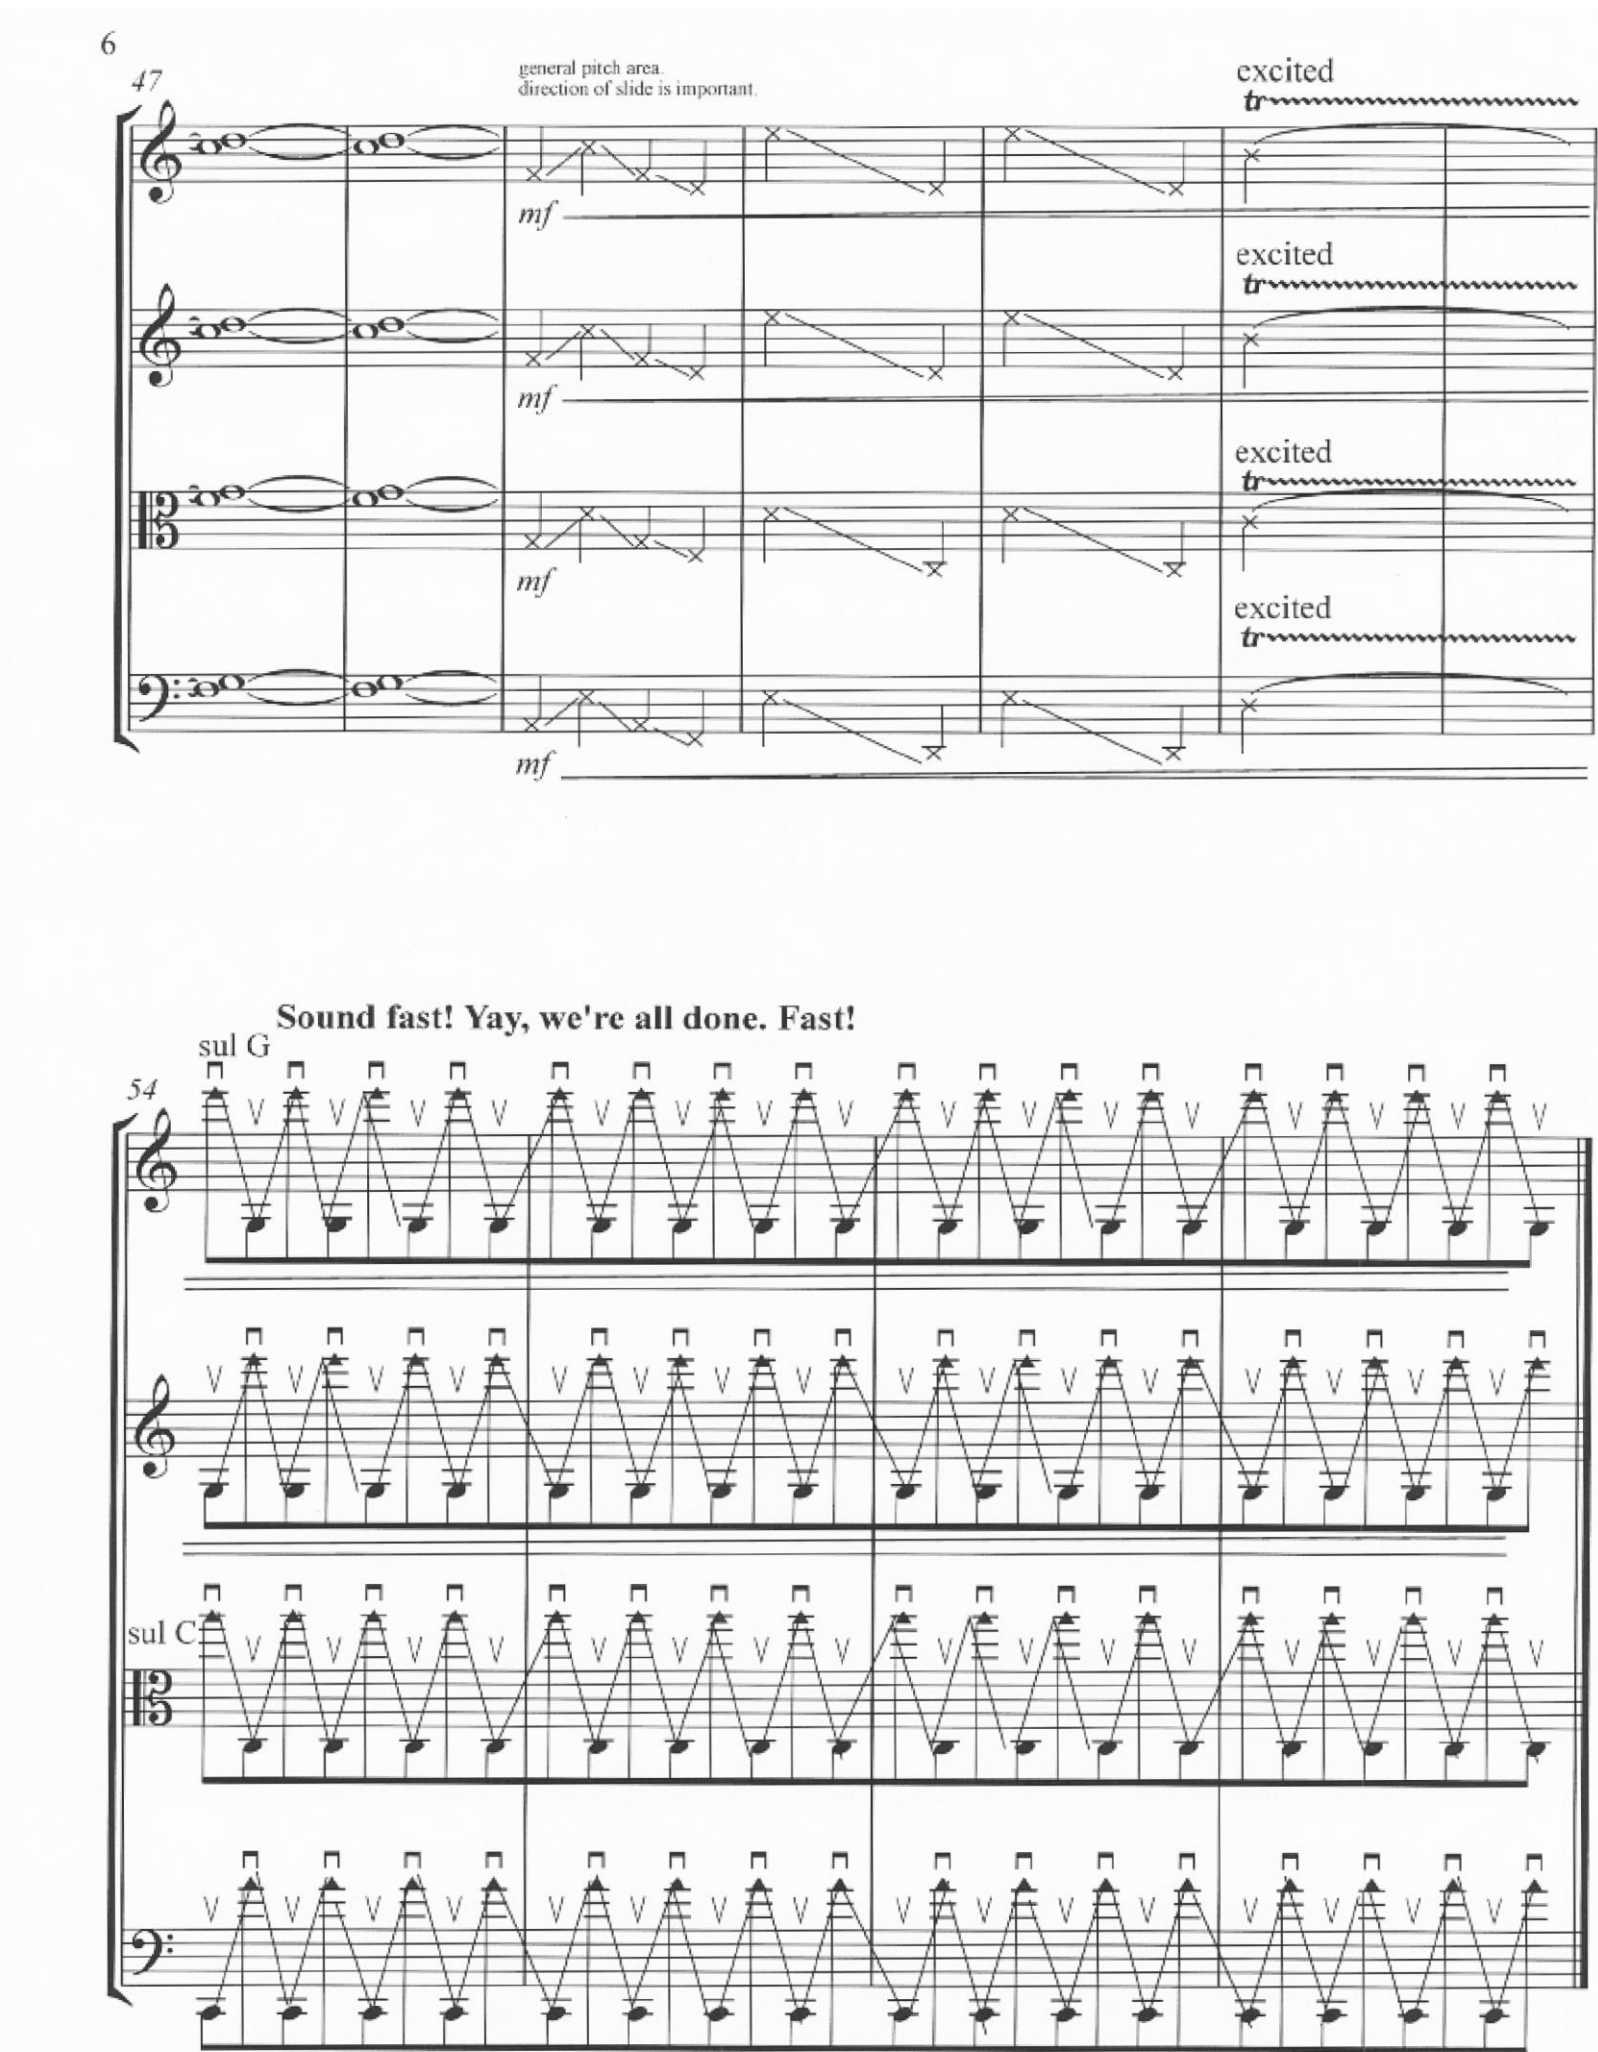 6
47
general pitch area.
direction of slide is important.
excited
tr
mf
excited
tr
mf
excited
tr
mf
excited
tr
mf
Sound fast! Yay, we're all done. Fast!
sul G
54
sul C